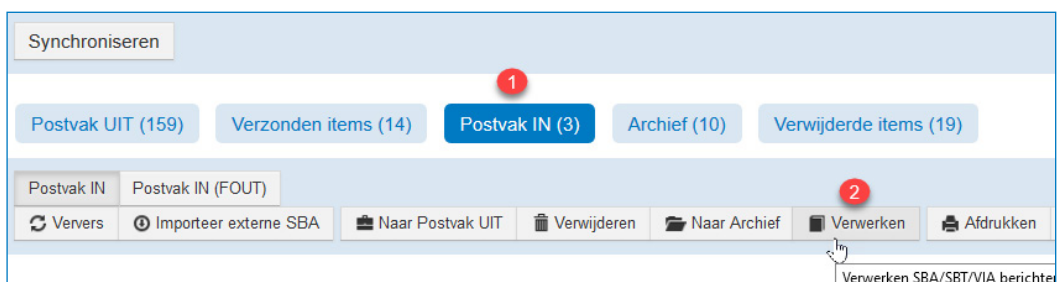 Synchroniseren
1
Postvak UIT (159) Verzonden items (14) Postvak IN (3) Archief (10) Verwijderde items (19)
Postvak IN Postvak IN (FOUT)
2
Ververs Importeer externe SBA Naar Postvak UIT Verwijderen Naar Archief Verwerken Afdrukken
Verwerken SBA/SBT/VIA berichten